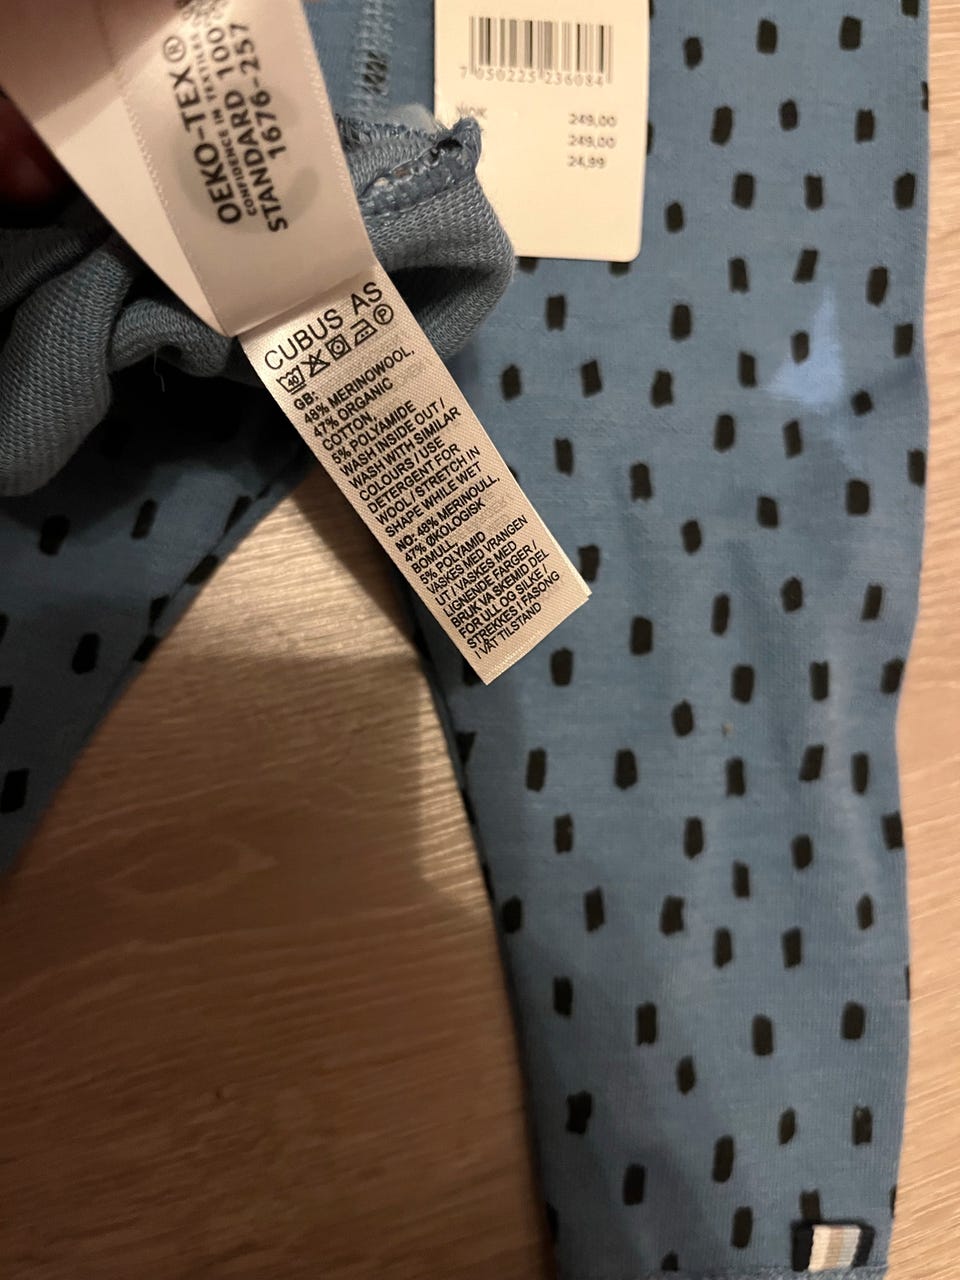 OEKO-TEX®
CONFIDENCE IN TEXTILES
STANDARD 100
1676-257
7 050225 236084
249,00
249,00
24,99
CUBUS AS
40 P
GB:
48% MERINOWOOL,
47% ORGANIC
COTTON,
5% POLYAMIDE
WASH INSIDE OUT /
WASH WITH SIMILAR
COLOURS / USE
DETERGENT FOR
WOOL / STRETCH IN
SHAPE WHILE WET
NO: 48% MERINOULL,
47% ØKOLOGISK
BOMULL,
5% POLYAMID
VASKES MED VRANGEN
UT / VASKES MED
LIGNENDE FARGER /
BRUK VASKEMID DEL
FOR ULL OG SILKE /
STREKKES I FASONG
I VÅT TILSTAND